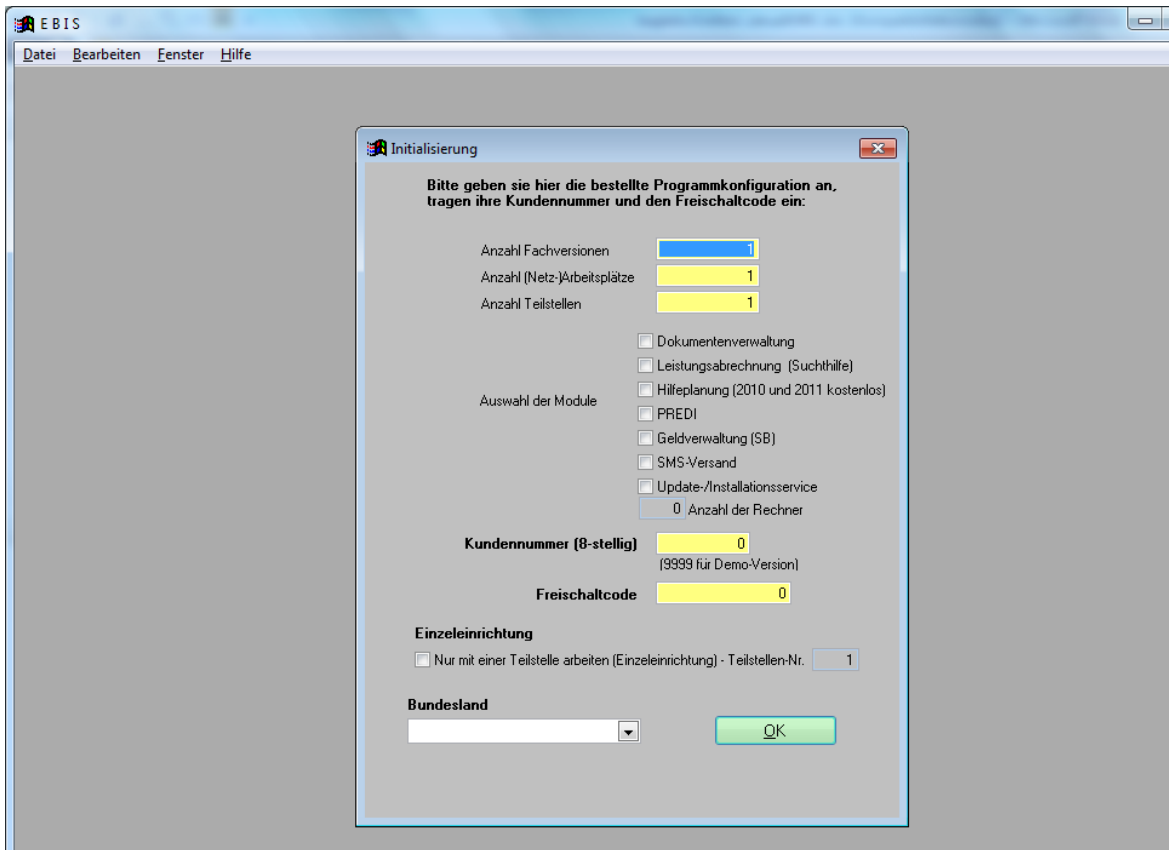 E B I S
Datei Bearbeiten Fenster Hilfe
Initialisierung
Bitte geben sie hier die bestellte Programmkonfiguration an,
tragen ihre Kundennummer und den Freischaltcode ein:
Anzahl Fachversionen 1
Anzahl (Netz-)Arbeitsplätze 1
Anzahl Teilstellen 1
Auswahl der Module
Dokumentenverwaltung
Leistungsabrechnung (Suchthilfe)
Hilfeplanung (2010 und 2011 kostenlos)
PREDI
Geldverwaltung (SB)
SMS-Versand
Update-/Installationsservice
0 Anzahl der Rechner
Kundennummer (8-stellig) 0
(9999 für Demo-Version)
Freischaltcode 0
Einzeleinrichtung
Nur mit einer Teilstelle arbeiten (Einzeleinrichtung) - Teilstellen-Nr. 1
Bundesland
OK